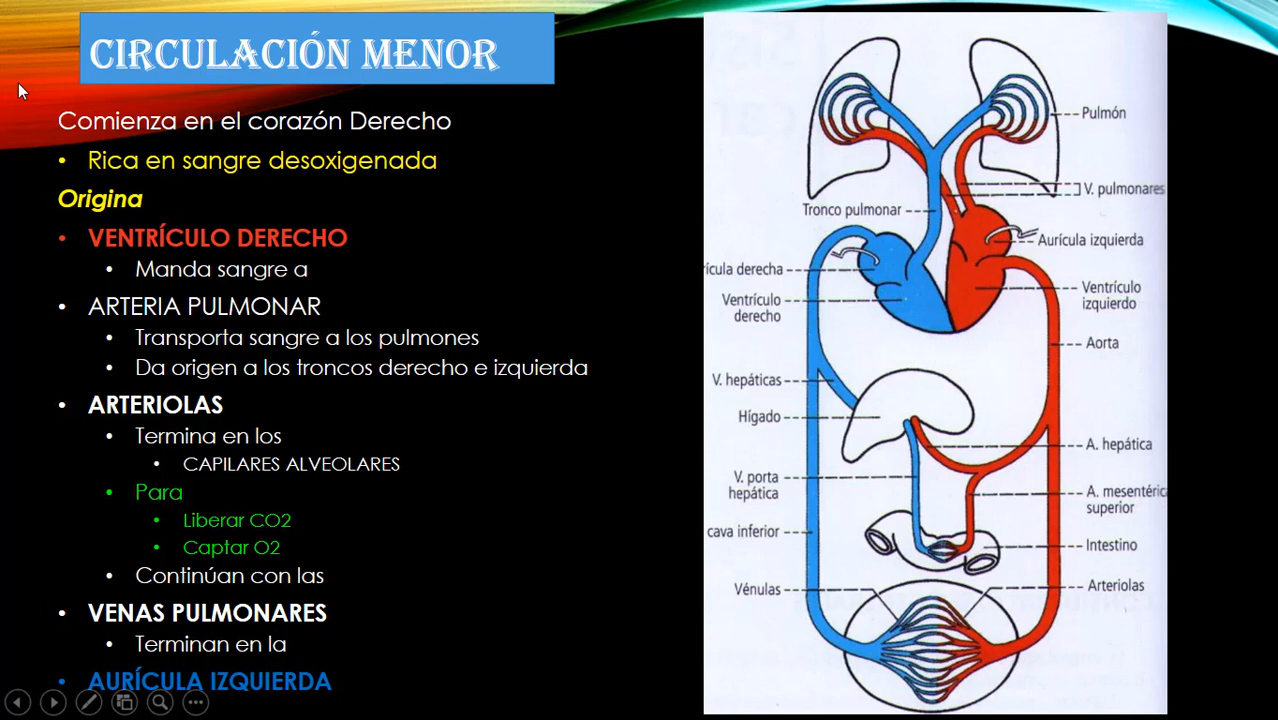 CIRCULACIÓN MENOR
Comienza en el corazón Derecho
• Rica en sangre desoxigenada
Origina
• VENTRÍCULO DERECHO
• Manda sangre a
• ARTERIA PULMONAR
• Transporta sangre a los pulmones
• Da origen a los troncos derecho e izquierda
• ARTERIOLAS
• Termina en los
• CAPILARES ALVEOLARES
• Para
• Liberar CO2
• Captar O2
• Continúan con las
• VENAS PULMONARES
• Terminan en la
• AURÍCULA IZQUIERDA
Pulmón
V. pulmonares
Tronco pulmonar
Aurícula izquierda
rícula derecha
Ventrículo
derecho
Ventrículo
izquierdo
Aorta
V. hepáticas
Hígado
A. hepática
V. porta
hepática
A. mesentérica
superior
cava inferior
Intestino
Vénulas
Arteriolas